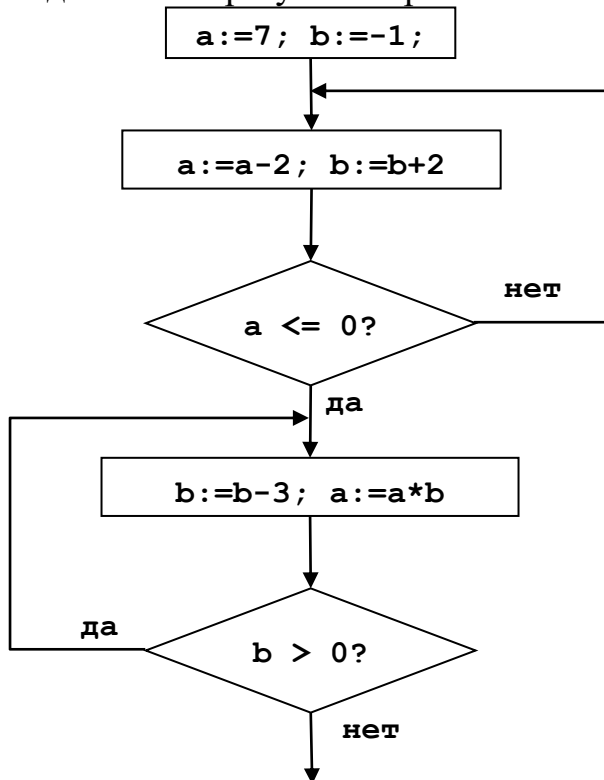 a:=7; b:=-1;
a:=a-2; b:=b+2
нет
a <= 0?
да
b:=b-3; a:=a*b
да
b > 0?
нет